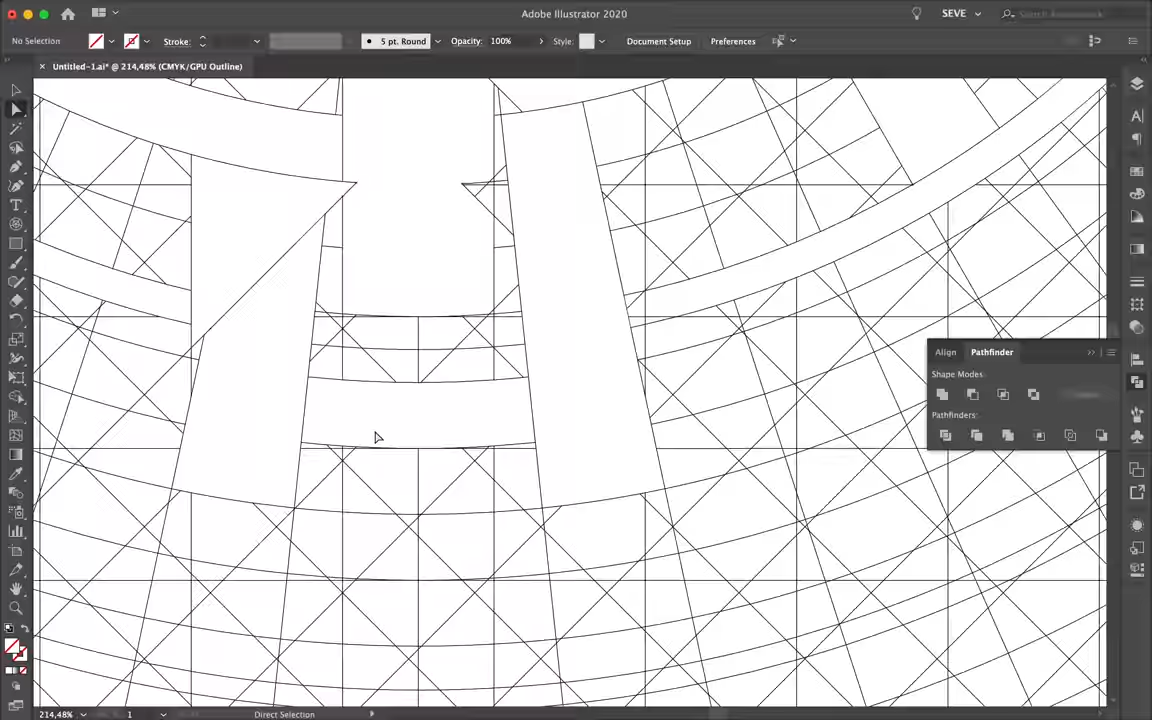 Adobe Illustrator 2020
SEVE
No Selection
Stroke:
5 pt. Round
Opacity:
100%
Style:
Document Setup
Preferences
× Untitled-1.ai* @ 214,48% (CMYK/GPU Outline)
Align
Pathfinder
Shape Modes:
Pathfinders:
214,48%
1
Direct Selection